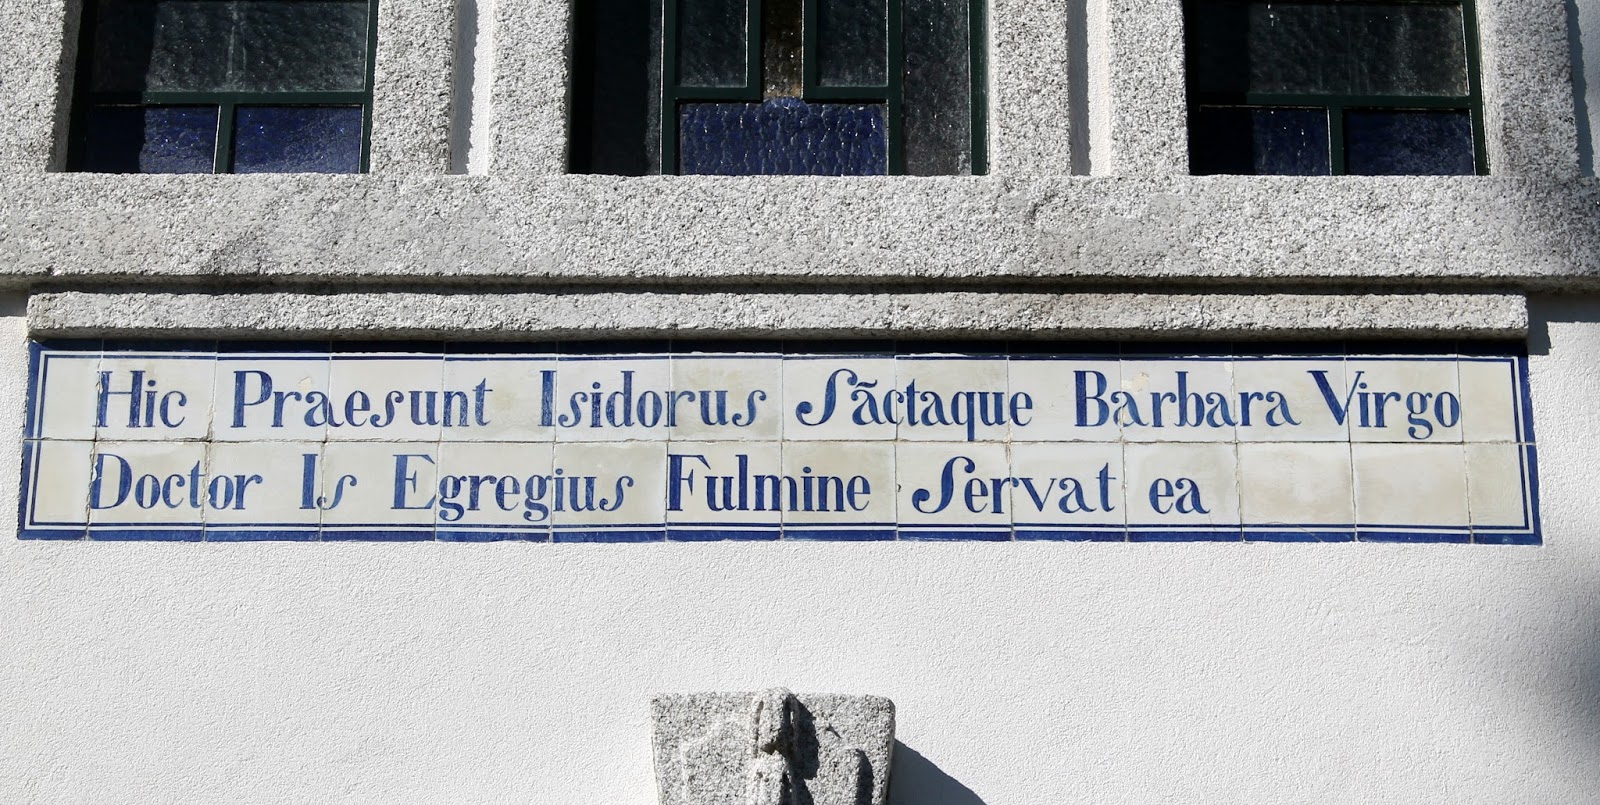 Hic Praesunt Isidorus Sãctaque Barbara Virgo
Doctor Is Egregius Fulmine Servat ea